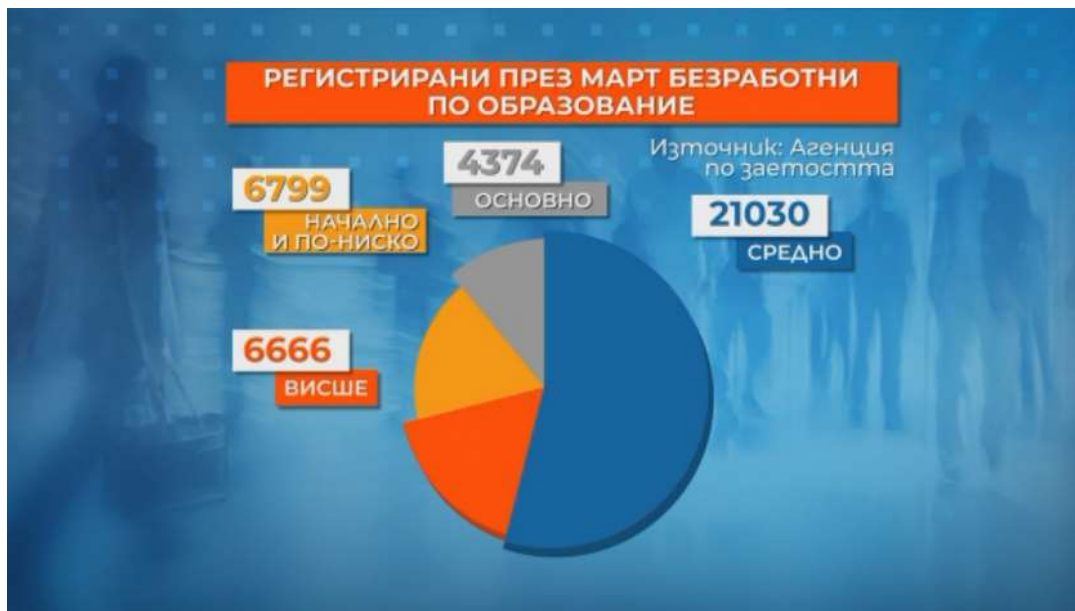 РЕГИСТРИРАНИ ПРЕЗ МАРТ БЕЗРАБОТНИ
ПО ОБРАЗОВАНИЕ
Източник: Агенция
по заетостта
4374
ОСНОВНО
6799
НАЧАЛНО
И ПО-НИСКО
21030
СРЕДНО
6666
ВИСШЕ